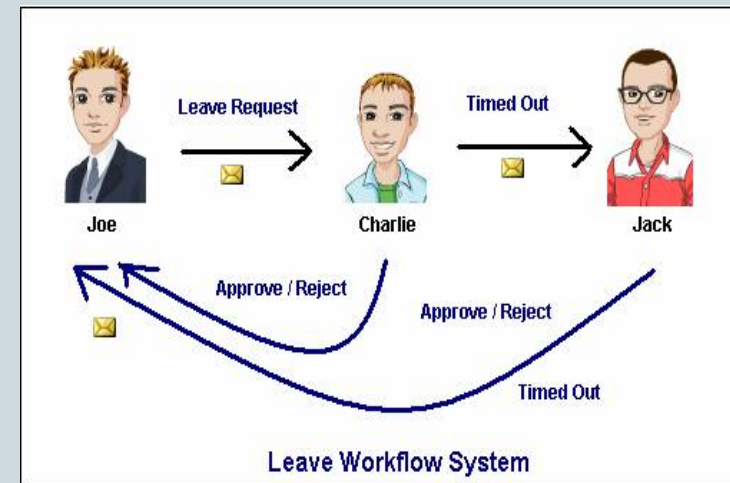 Leave Request
Timed Out
Joe
Charlie
Jack
Approve / Reject
Approve / Reject
Timed Out
Leave Workflow System